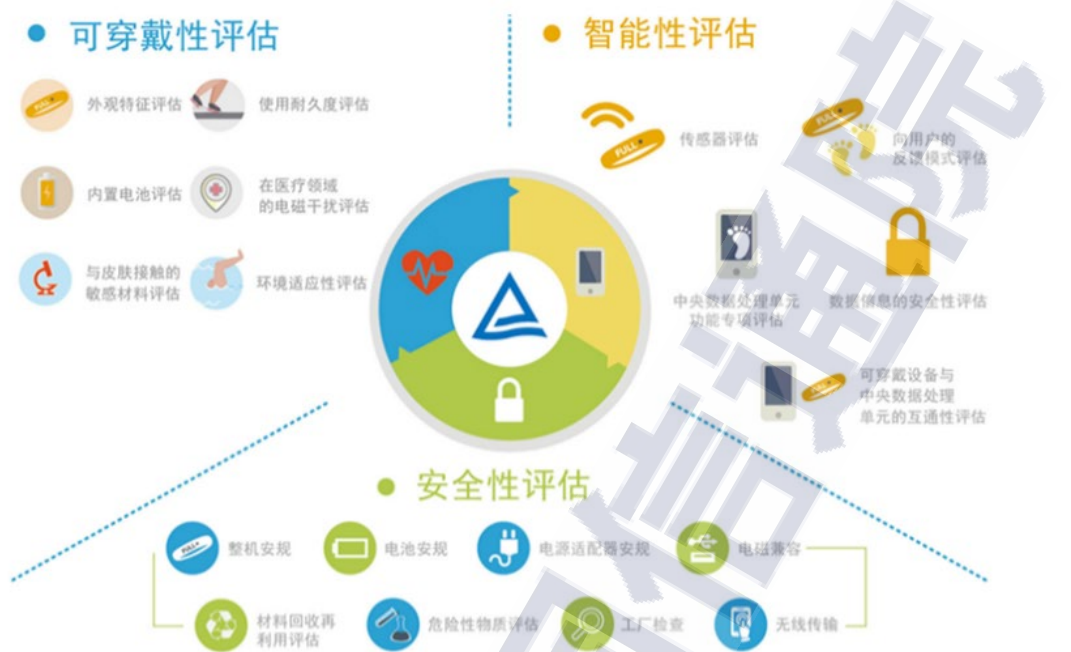 可穿戴性评估
外观特征评估
使用耐久度评估
内置电池评估
在医疗领域
的电磁干扰评估
与皮肤接触的
敏感材料评估
环境适应性评估
智能性评估
传感器评估
向用户的
反馈模式评估
中央数据处理单元
功能专项评估
数据信息的安全性评估
可穿戴设备与
中央数据处理
单元的互通性评估
安全性评估
整机安规
电池安规
电源适配器安规
电磁兼容
材料回收再
利用评估
危险性物质评估
工厂检查
无线传输
FULL+
FULL+
FULL+
FULL+
信通院